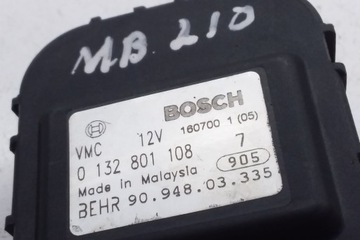 MB 210
BOSCH
VMC 12V 160700 1 (05)
0 132 801 108 7
Made in Malaysia 905
BEHR 90.948.03.335